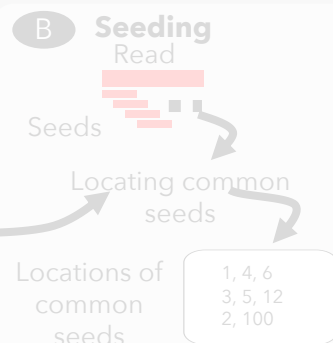 B Seeding
Read
Seeds
Locating common
seeds
Locations of
common
seeds
1, 4, 6
3, 5, 12
2, 100